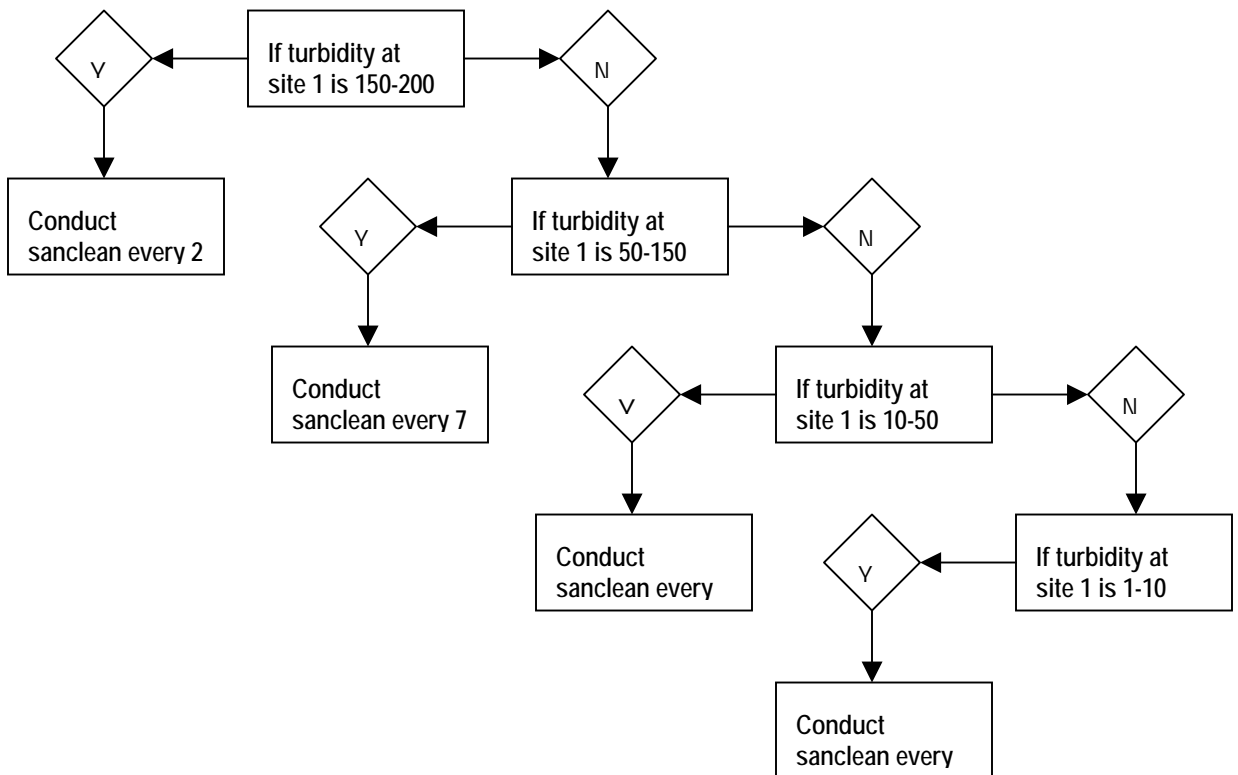 Y
If turbidity at
site 1 is 150-200
N
Conduct
sanclean every 2
Y
If turbidity at
site 1 is 50-150
N
Conduct
sanclean every 7
Y
If turbidity at
site 1 is 10-50
N
Conduct
sanclean every
Y
If turbidity at
site 1 is 1-10
Conduct
sanclean every